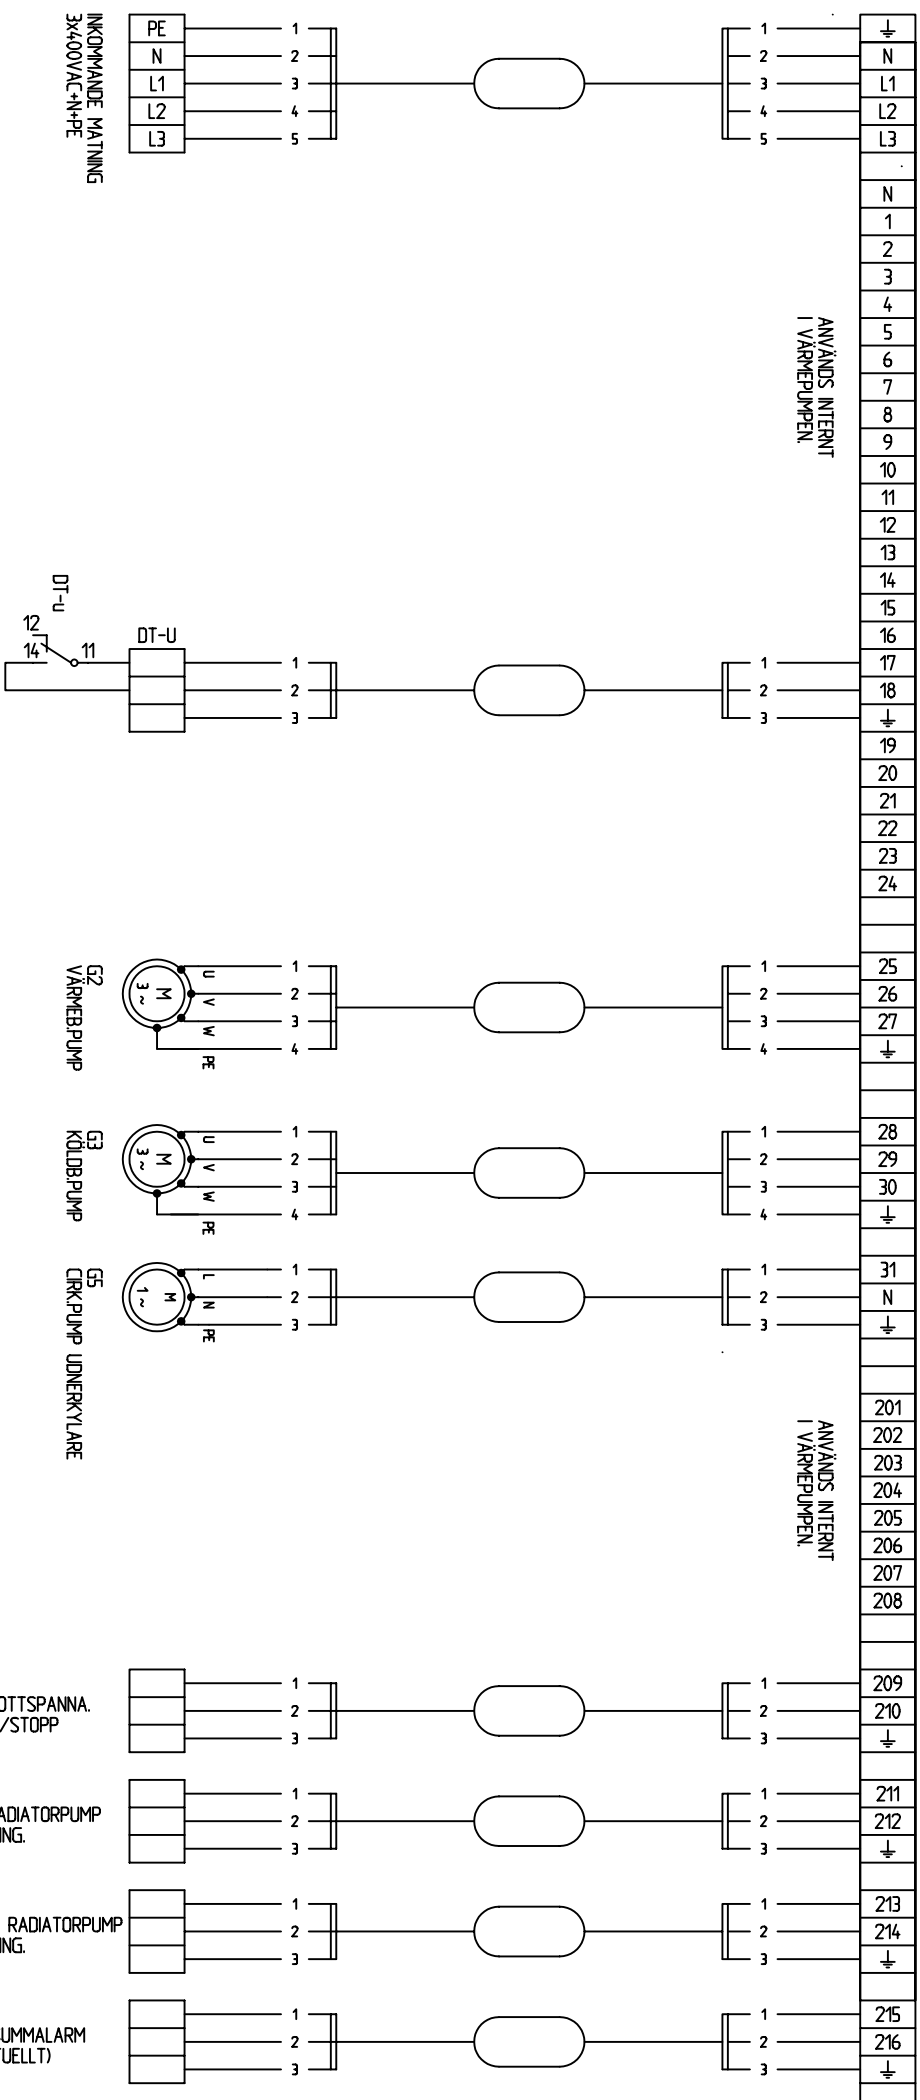 PE
N
L1
L2
L3
INKOMMANDE MATNING
3x400VAC+N+PE
1
2
3
4
5
1
2
3
4
5
⏚
N
L1
L2
L3
N
1
2
3
4
5
6
7
8
9
10
11
12
13
14
15
16
17
18
⏚
19
20
21
22
23
24
25
26
27
⏚
28
29
30
⏚
31
N
⏚
201
202
203
204
205
206
207
208
209
210
⏚
211
212
⏚
213
214
⏚
215
216
⏚
ANVÄNDS INTERNT
I VÄRMEPUMPEN.
DT-u
12
14
11
DT-U
1
2
3
1
2
3
G2
VÄRMEB.PUMP
M
3~
U
V
W
PE
1
2
3
4
1
2
3
4
G3
KÖLDB.PUMP
M
3~
U
V
W
PE
1
2
3
4
1
2
3
4
G5
CIRK.PUMP UDNERKYLARE
M
1~
L
N
PE
1
2
3
1
2
3
ANVÄNDS INTERNT
I VÄRMEPUMPEN.
OTTSPANNA.
/STOPP
1
2
3
1
2
3
ADIATORPUMP
ING.
1
2
3
1
2
3
RADIATORPUMP
ING.
1
2
3
1
2
3
UMMALARM
TUELLT)
1
2
3
1
2
3